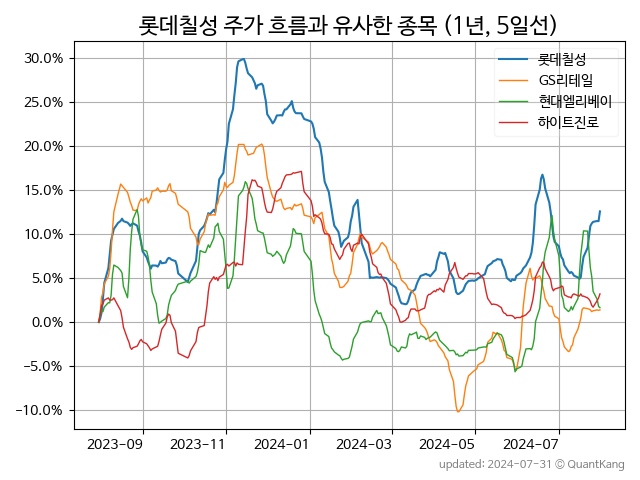 롯데칠성 주가 흐름과 유사한 종목 (1년, 5일선)
롯데칠성
GS리테일
현대엘리베이
하이트진로
30.0%
25.0%
20.0%
15.0%
10.0%
5.0%
0.0%
−5.0%
−10.0%
2023-09 2023-11 2024-01 2024-03 2024-05 2024-07
updated: 2024-07-31 © QuantKang